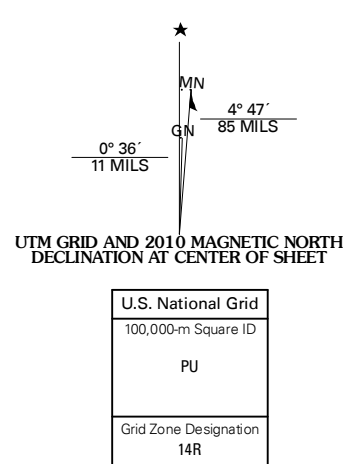 MN
4° 47´
85 MILS
GN
0° 36´
11 MILS
UTM GRID AND 2010 MAGNETIC NORTH
DECLINATION AT CENTER OF SHEET
U.S. National Grid
100,000-m Square ID
PU
Grid Zone Designation
14R